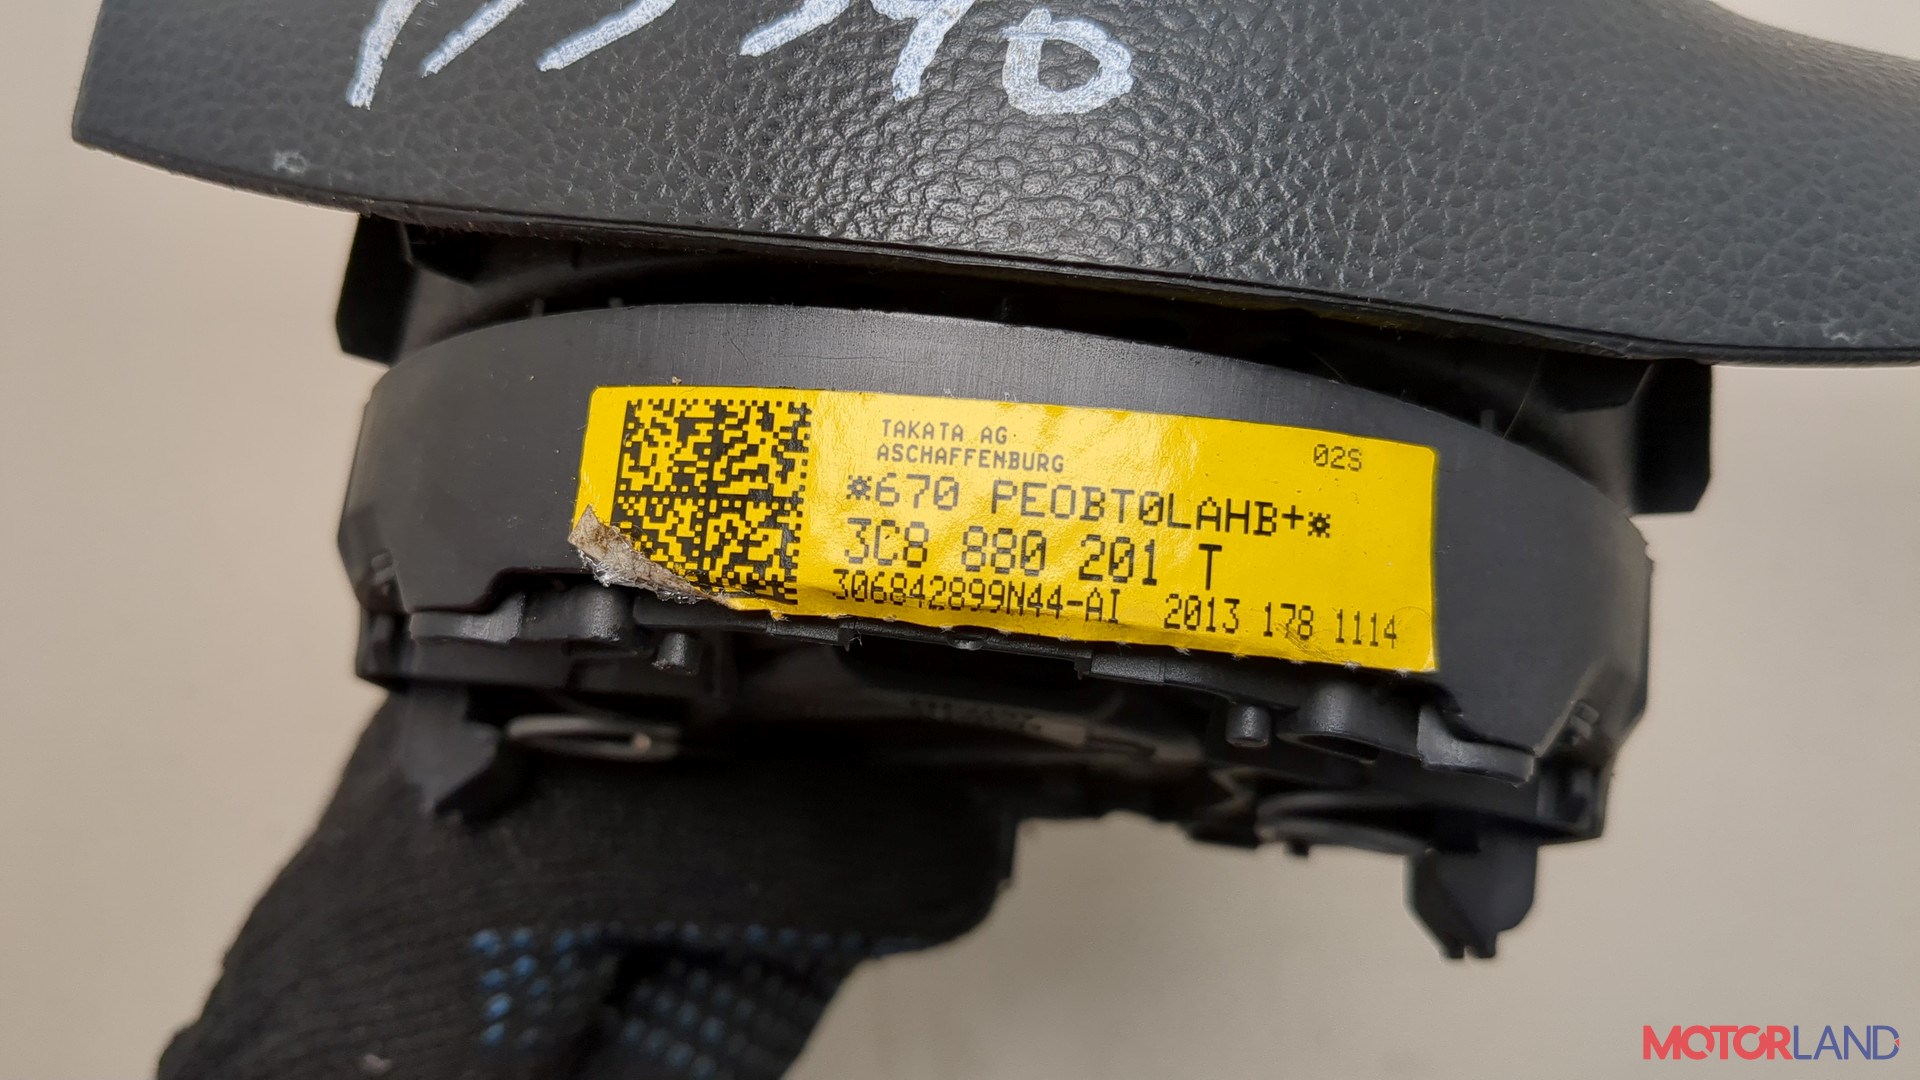 TAKATA AG
ASCHAFFENBURG
02S
*670 PEOBT0LAHB+*
3C8 880 201 T
306842899N44-AI 2013 178 1114
MOTORLAND